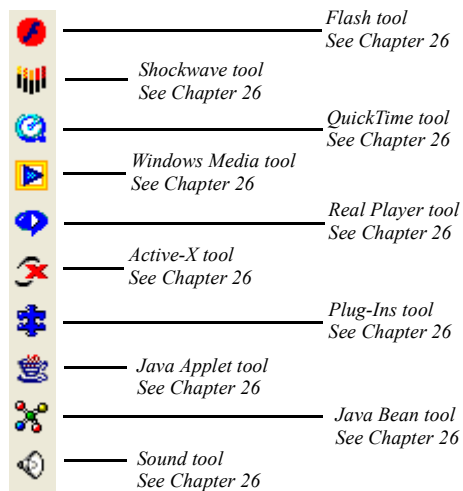 Flash tool
See Chapter 26
Shockwave tool
See Chapter 26
QuickTime tool
See Chapter 26
Windows Media tool
See Chapter 26
Real Player tool
See Chapter 26
Active-X tool
See Chapter 26
Plug-Ins tool
See Chapter 26
Java Applet tool
See Chapter 26
Java Bean tool
See Chapter 26
Sound tool
See Chapter 26